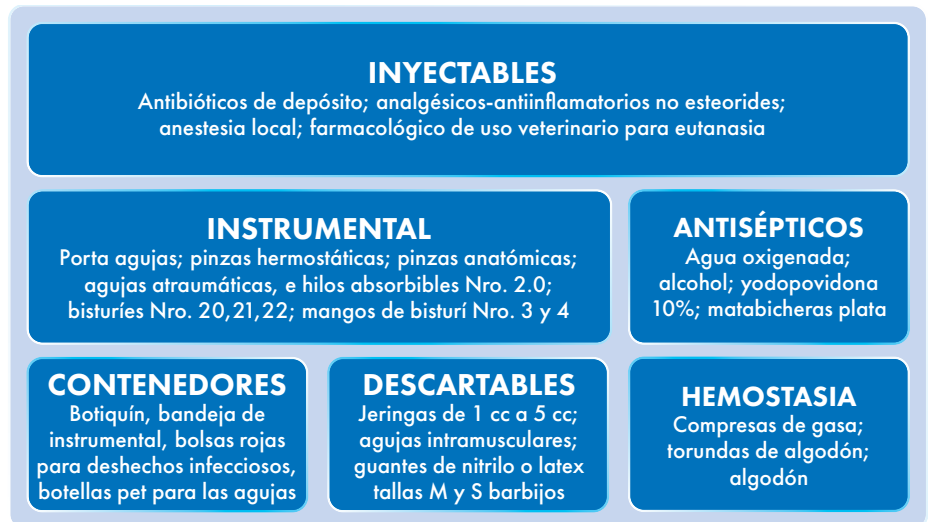 INYECTABLES
Antibióticos de depósito; analgésicos-antiinflamatorios no esteorides;
anestesia local; farmacológico de uso veterinario para eutanasia
INSTRUMENTAL
Porta agujas; pinzas hermostáticas; pinzas anatómicas;
agujas atraumáticas, e hilos absorbibles Nro. 2.0;
bisturíes Nro. 20,21,22; mangos de bisturí Nro. 3 y 4
ANTISÉPTICOS
Agua oxigenada;
alcohol; yodopovidona
10%; matabicheras plata
CONTENEDORES
Botiquín, bandeja de
instrumental, bolsas rojas
para deshechos infecciosos,
botellas pet para las agujas
DESCARTABLES
Jeringas de 1 cc a 5 cc;
agujas intramusculares;
guantes de nitrilo o latex
tallas M y S barbijos
HEMOSTASIA
Compresas de gasa;
torundas de algodón;
algodón